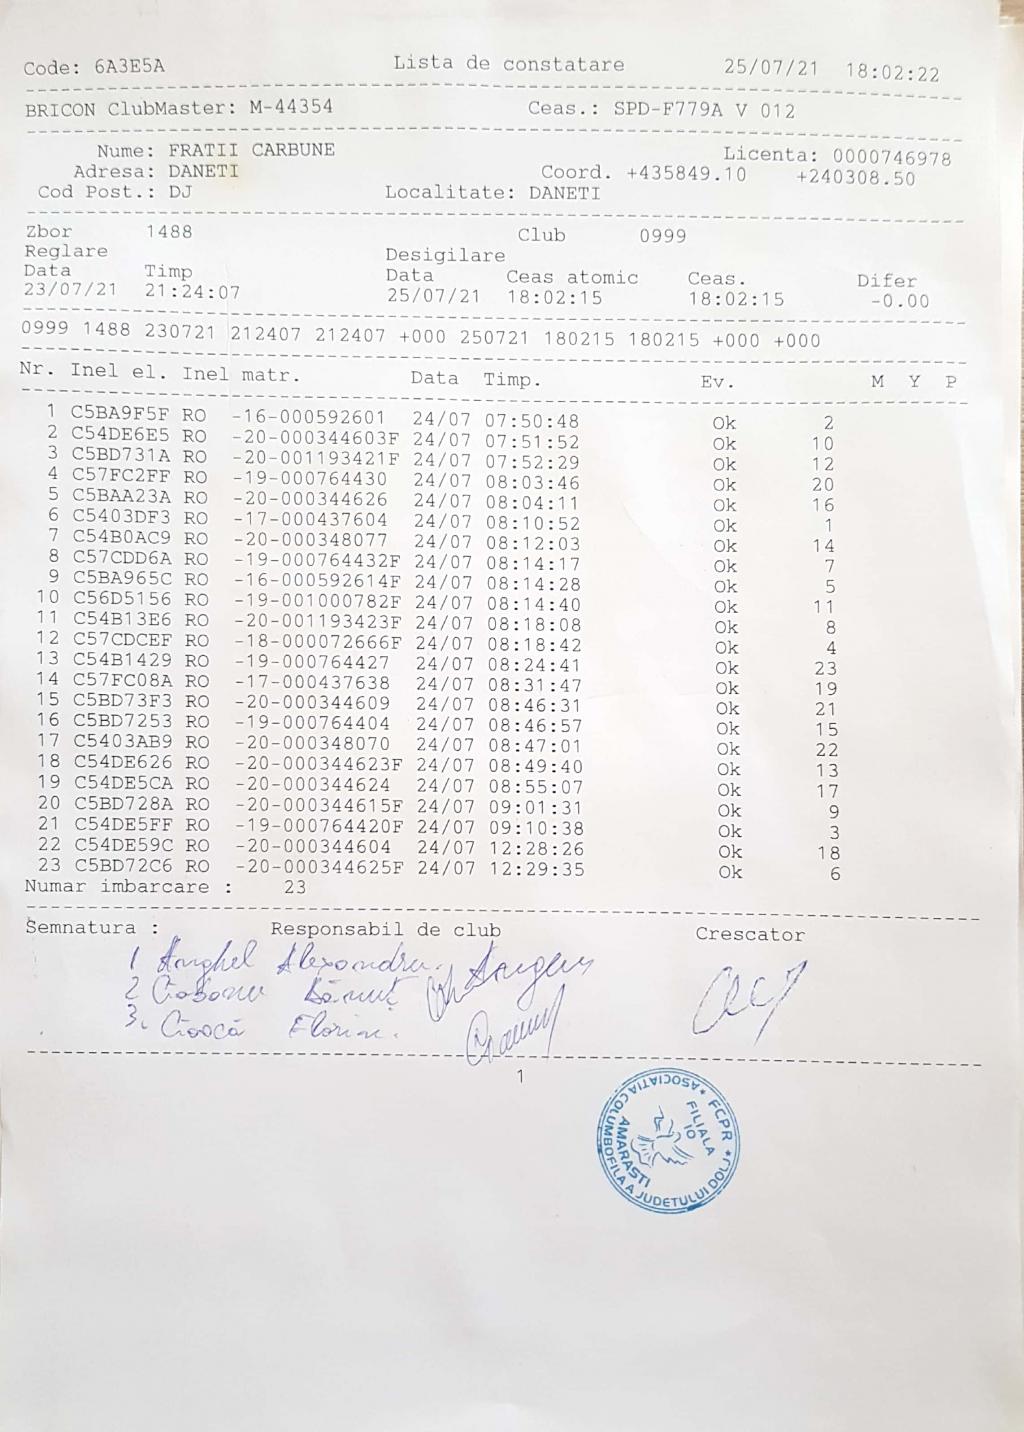 Code: 6A3E5A Lista de constatare 25/07/21 18:02:22
BRICON ClubMaster: M-44354 Ceas.: SPD-F779A V 012
Nume: FRATII CARBUNE Licenta: 0000746978
Adresa: DANETI Coord. +435849.10 +240308.50
Cod Post.: DJ Localitate: DANETI
Zbor 1488 Club 0999
Reglare Desigilare
Data Timp Data Ceas atomic Ceas. Difer
23/07/21 21:24:07 25/07/21 18:02:15 18:02:15 -0.00
0999 1488 230721 212407 212407 +000 250721 180215 180215 +000 +000
Nr. Inel el. Inel matr. Data Timp. Ev. M Y P
1 C5BA9F5F RO -16-000592601 24/07 07:50:48 Ok 2
2 C54DE6E5 RO -20-000344603F 24/07 07:51:52 Ok 10
3 C5BD731A RO -20-001193421F 24/07 07:52:29 Ok 12
4 C57FC2FF RO -19-000764430 24/07 08:03:46 Ok 20
5 C5BAA23A RO -20-000344626 24/07 08:04:11 Ok 16
6 C5403DF3 RO -17-000437604 24/07 08:10:52 Ok 1
7 C54B0AC9 RO -20-000348077 24/07 08:12:03 Ok 14
8 C57CDD6A RO -19-000764432F 24/07 08:14:17 Ok 7
9 C5BA965C RO -16-000592614F 24/07 08:14:28 Ok 5
10 C56D5156 RO -19-001000782F 24/07 08:14:40 Ok 11
11 C54B13E6 RO -20-001193423F 24/07 08:18:08 Ok 8
12 C57CDCEF RO -18-000072666F 24/07 08:18:42 Ok 4
13 C54B1429 RO -19-000764427 24/07 08:24:41 Ok 23
14 C57FC08A RO -17-000437638 24/07 08:31:47 Ok 19
15 C5BD73F3 RO -20-000344609 24/07 08:46:31 Ok 21
16 C5BD7253 RO -19-000764404 24/07 08:46:57 Ok 15
17 C5403AB9 RO -20-000348070 24/07 08:47:01 Ok 22
18 C54DE626 RO -20-000344623F 24/07 08:49:40 Ok 13
19 C54DE5CA RO -20-000344624 24/07 08:55:07 Ok 17
20 C5BD728A RO -20-000344615F 24/07 09:01:31 Ok 9
21 C54DE5FF RO -19-000764420F 24/07 09:10:38 Ok 3
22 C54DE59C RO -20-000344604 24/07 12:28:26 Ok 18
23 C5BD72C6 RO -20-000344625F 24/07 12:29:35 Ok 6
Numar imbarcare : 23
Semnatura : Responsabil de club Crescator
1 Anghel Alexandru
2
3. Cioacă Florin.
1
ASOCIATIA COLUMBOFILA A JUDETULUI DOLJ * FCPR *
FILIALA
10
AMARASTI